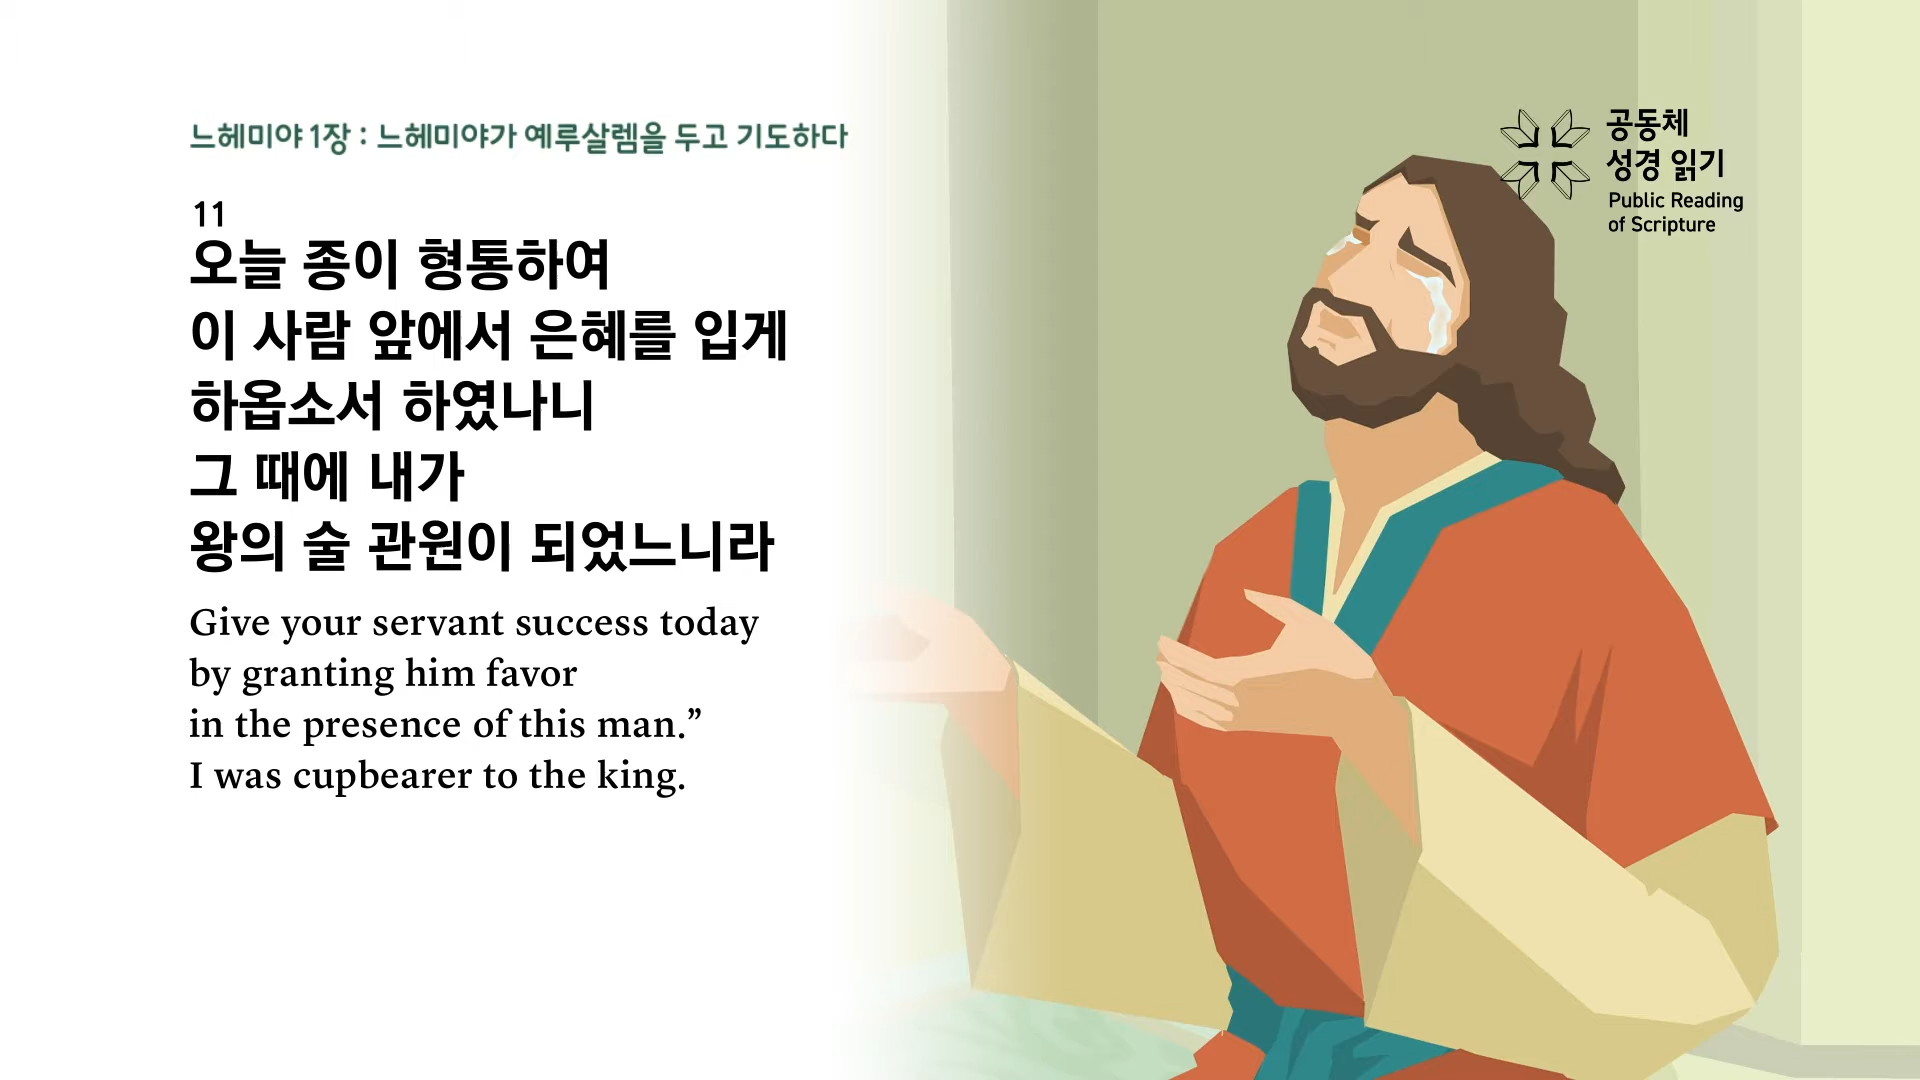 느헤미야 1장 : 느헤미야가 예루살렘을 두고 기도하다
11
오늘 종이 형통하여
이 사람 앞에서 은혜를 입게
하옵소서 하였나니
그 때에 내가
왕의 술 관원이 되었느니라
Give your servant success today
by granting him favor
in the presence of this man.”
I was cupbearer to the king.
공동체
성경 읽기
Public Reading
of Scripture